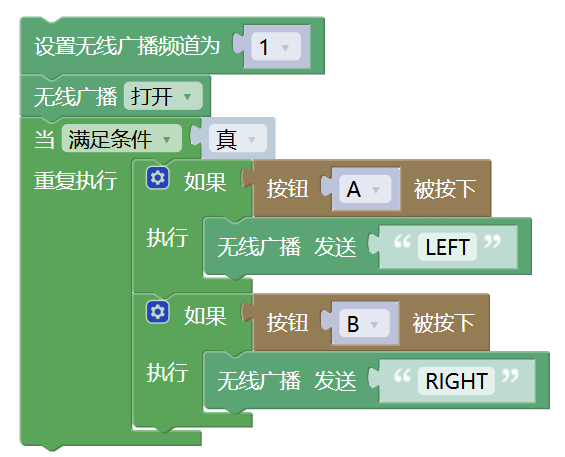 设置无线广播频道为 1
无线广播 打开
当 满足条件 真
重复执行 如果 按钮 A 被按下
执行 无线广播 发送 “ LEFT ”
如果 按钮 B 被按下
执行 无线广播 发送 “ RIGHT ”